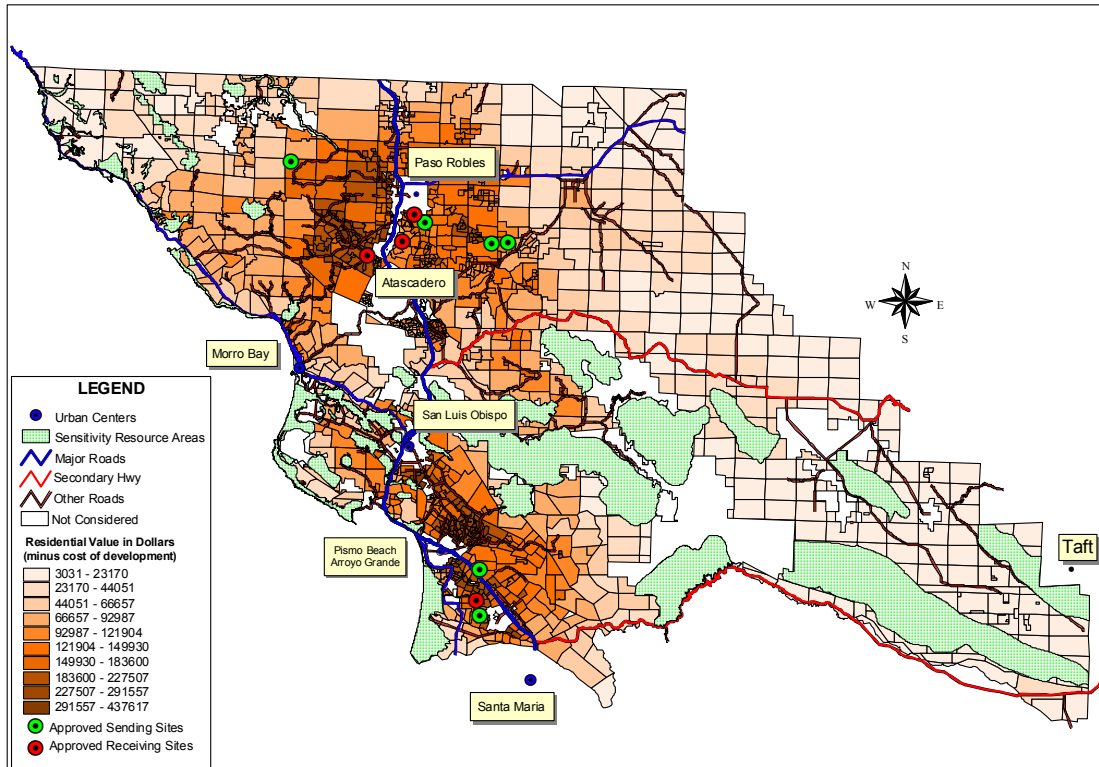 Paso Robles
Atascadero
N
W E
S
Morro Bay
San Luis Obispo
Pismo Beach
Arroyo Grande
Taft
Santa Maria
LEGEND
Urban Centers
Sensitivity Resource Areas
Major Roads
Secondary Hwy
Other Roads
Not Considered
Residential Value in Dollars
(minus cost of development)
3031 - 23170
23170 - 44051
44051 - 66657
66657 - 92987
92987 - 121904
121904 - 149930
149930 - 183600
183600 - 227507
227507 - 291557
291557 - 437617
Approved Sending Sites
Approved Receiving Sites